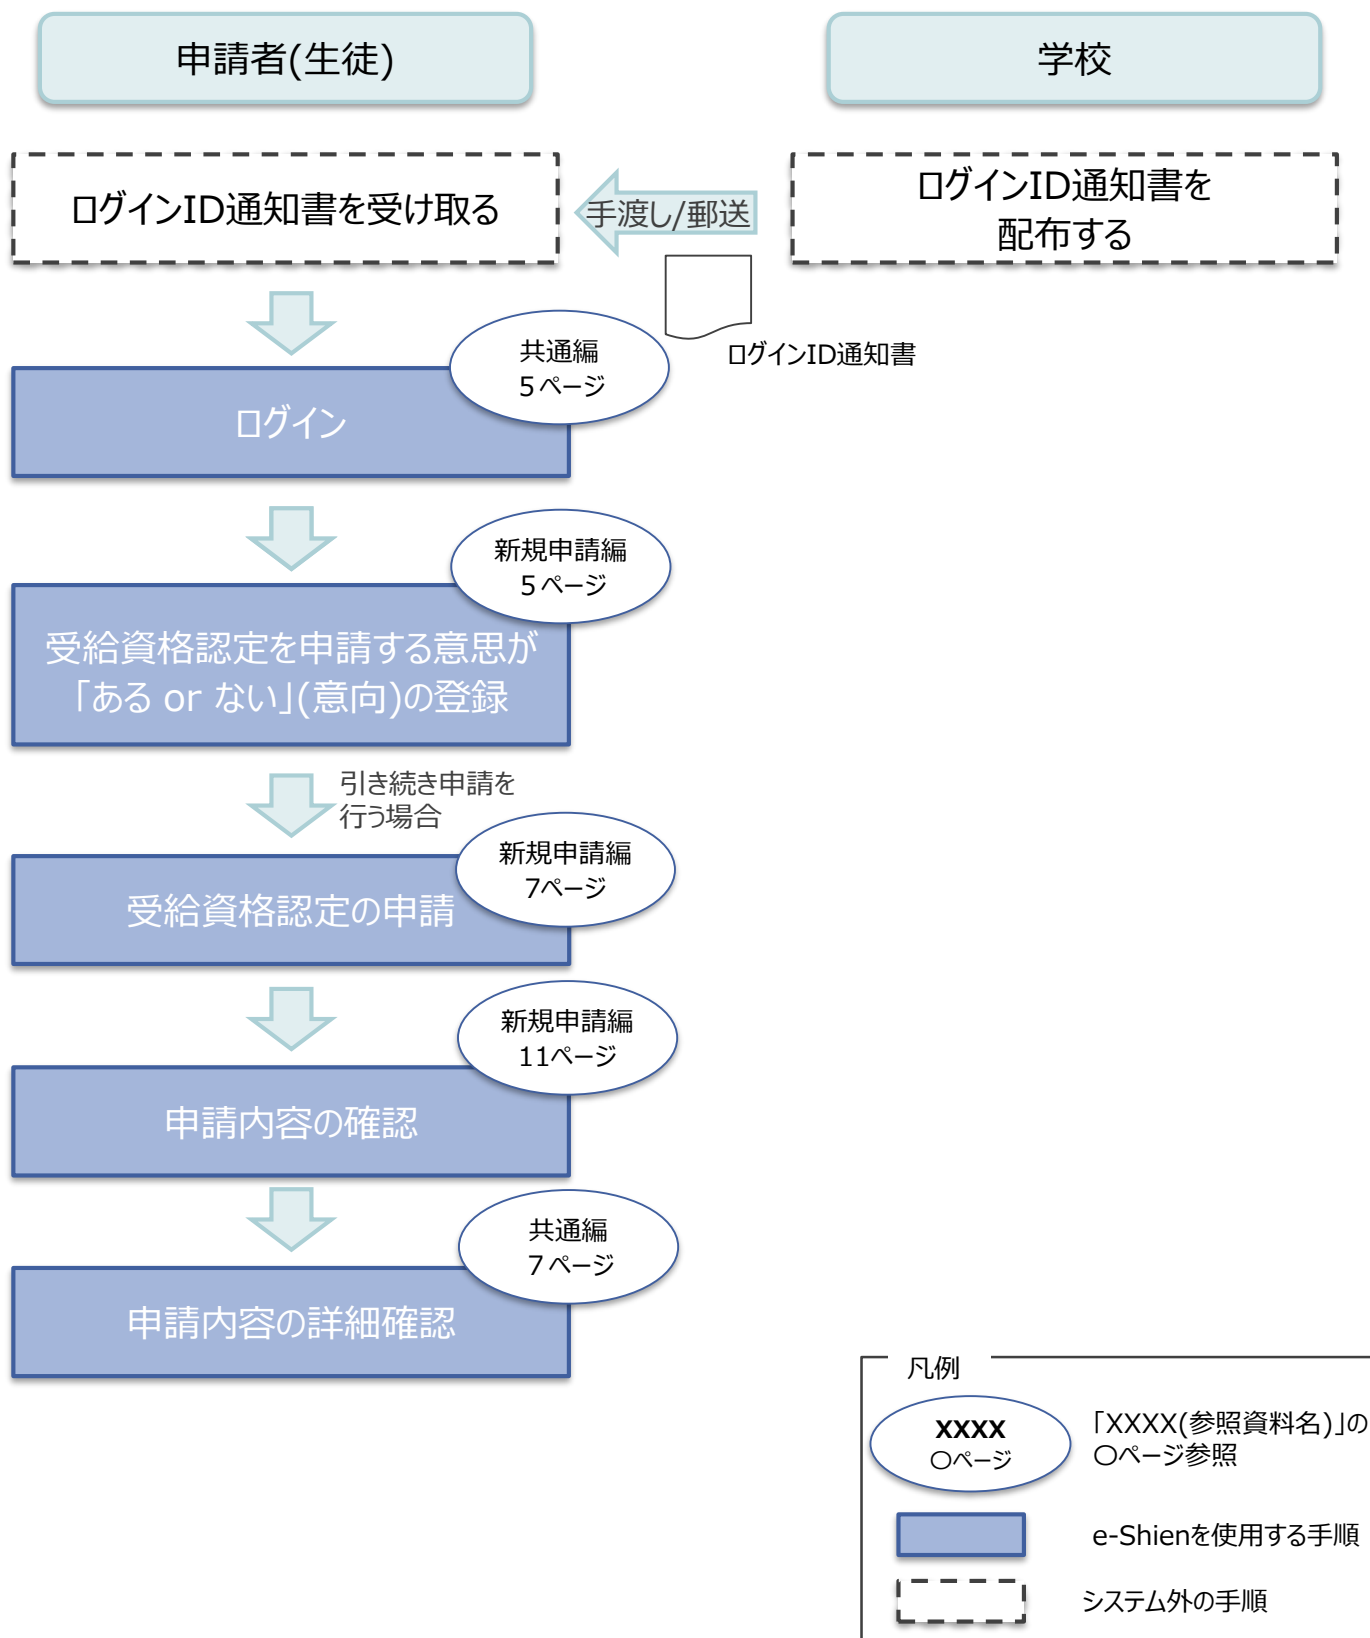 申請者(生徒)
学校
ログインID通知書を受け取る
手渡し/郵送
ログインID通知書を
配布する
ログインID通知書
共通編
5ページ
ログイン
新規申請編
5ページ
受給資格認定を申請する意思が
「ある or ない」(意向)の登録
引き続き申請を
行う場合
新規申請編
7ページ
受給資格認定の申請
新規申請編
11ページ
申請内容の確認
共通編
7ページ
申請内容の詳細確認
凡例
XXXX
〇ページ
「XXXX(参照資料名)」の
〇ページ参照
e-Shienを使用する手順
システム外の手順